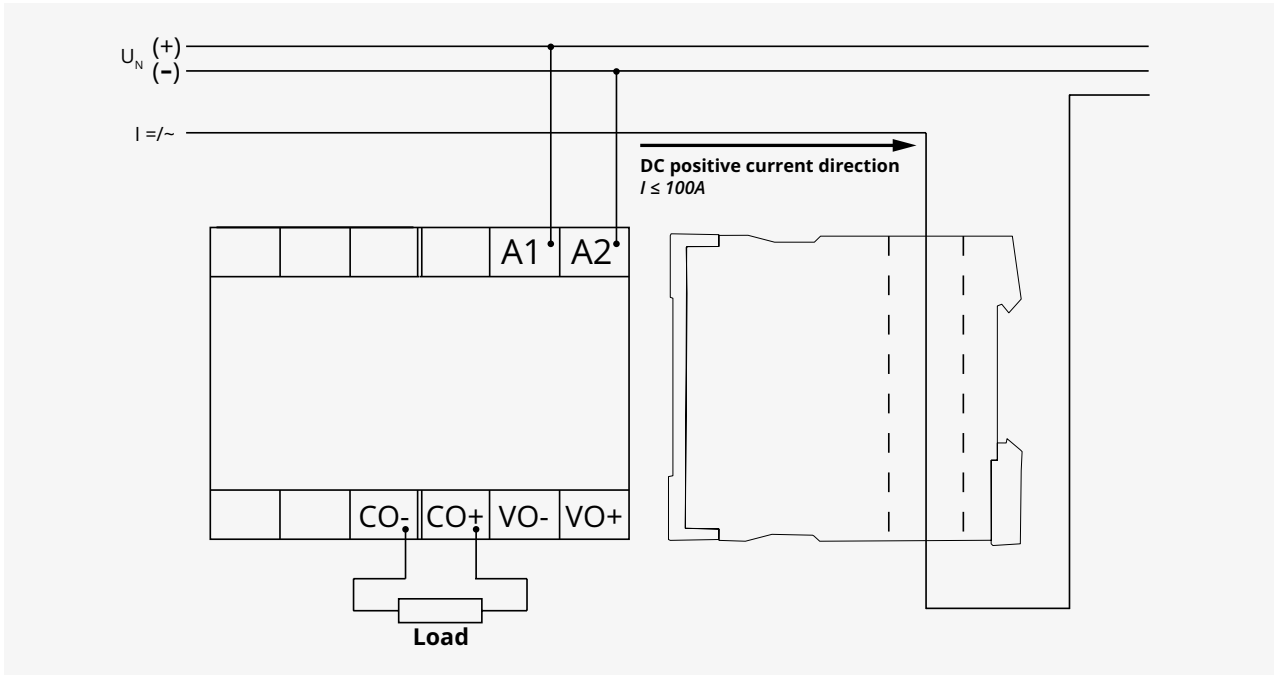 U_N (+)
(-)
I =/~
DC positive current direction
I ≤ 100A
A1 A2
CO- CO+ VO- VO+
Load